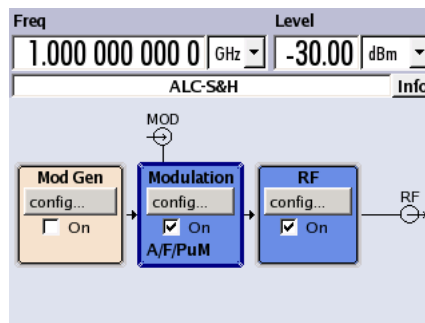 Freq Level
1.000 000 000 0 GHz -30.00 dBm
ALC-S&H Info
MOD
Mod Gen Modulation RF
config... config... config... RF
On On On
A/F/PuM